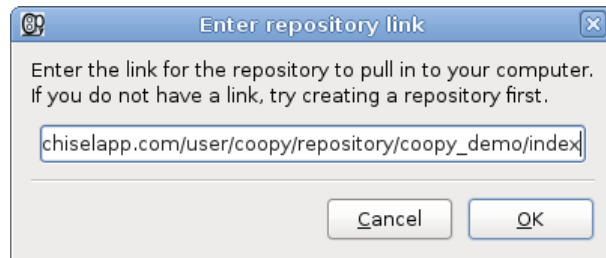 Enter repository link
Enter the link for the repository to pull in to your computer.
If you do not have a link, try creating a repository first.
chiselapp.com/user/coopy/repository/coopy_demo/index
Cancel
OK